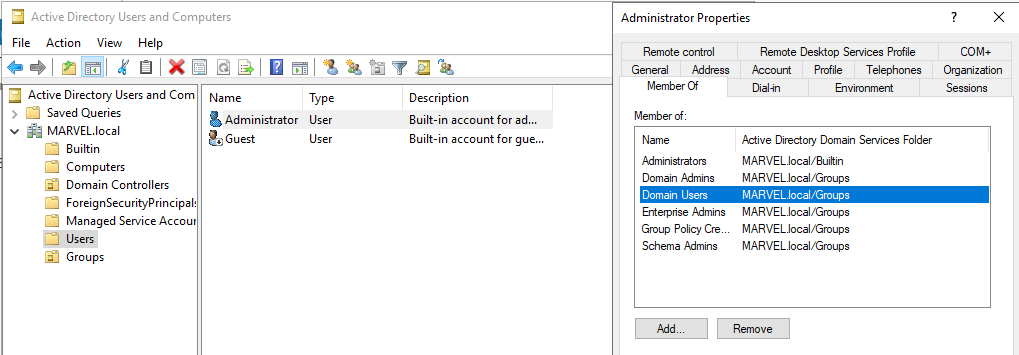 Active Directory Users and Computers
File Action View Help
Active Directory Users and Com
Saved Queries
MARVEL.local
Builtin
Computers
Domain Controllers
ForeignSecurityPrincipals
Managed Service Accour
Users
Groups
Name Type Description
Administrator User Built-in account for ad...
Guest User Built-in account for gue...
Administrator Properties
? ×
Remote control Remote Desktop Services Profile COM+
General Address Account Profile Telephones Organization
Member Of Dial-in Environment Sessions
Member of:
Name Active Directory Domain Services Folder
Administrators MARVEL.local/Builtin
Domain Admins MARVEL.local/Groups
Domain Users MARVEL.local/Groups
Enterprise Admins MARVEL.local/Groups
Group Policy Cre... MARVEL.local/Groups
Schema Admins MARVEL.local/Groups
Add... Remove